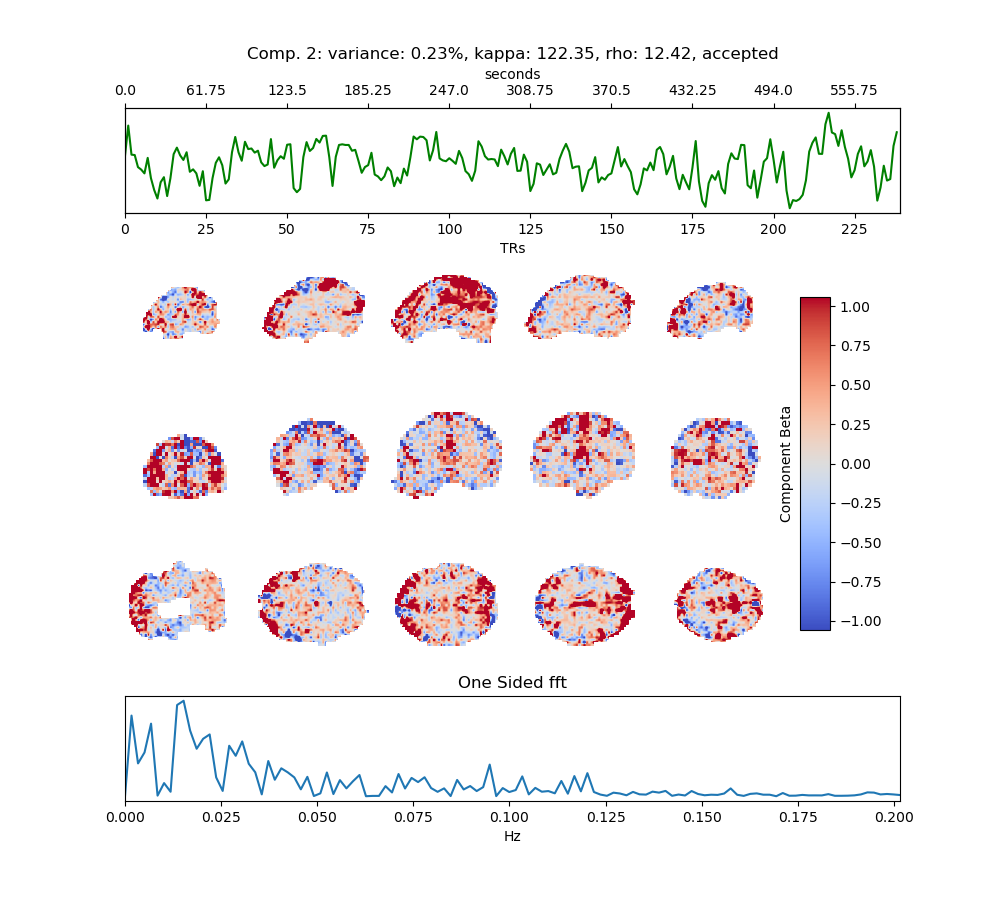 Comp. 2: variance: 0.23%, kappa: 122.35, rho: 12.42, accepted
seconds
0.0 61.75 123.5 185.25 247.0 308.75 370.5 432.25 494.0 555.75
0 25 50 75 100 125 150 175 200 225
TRs
1.00
0.75
0.50
0.25
0.00
−0.25
−0.50
−0.75
−1.00
Component Beta
One Sided fft
0.000 0.025 0.050 0.075 0.100 0.125 0.150 0.175 0.200
Hz